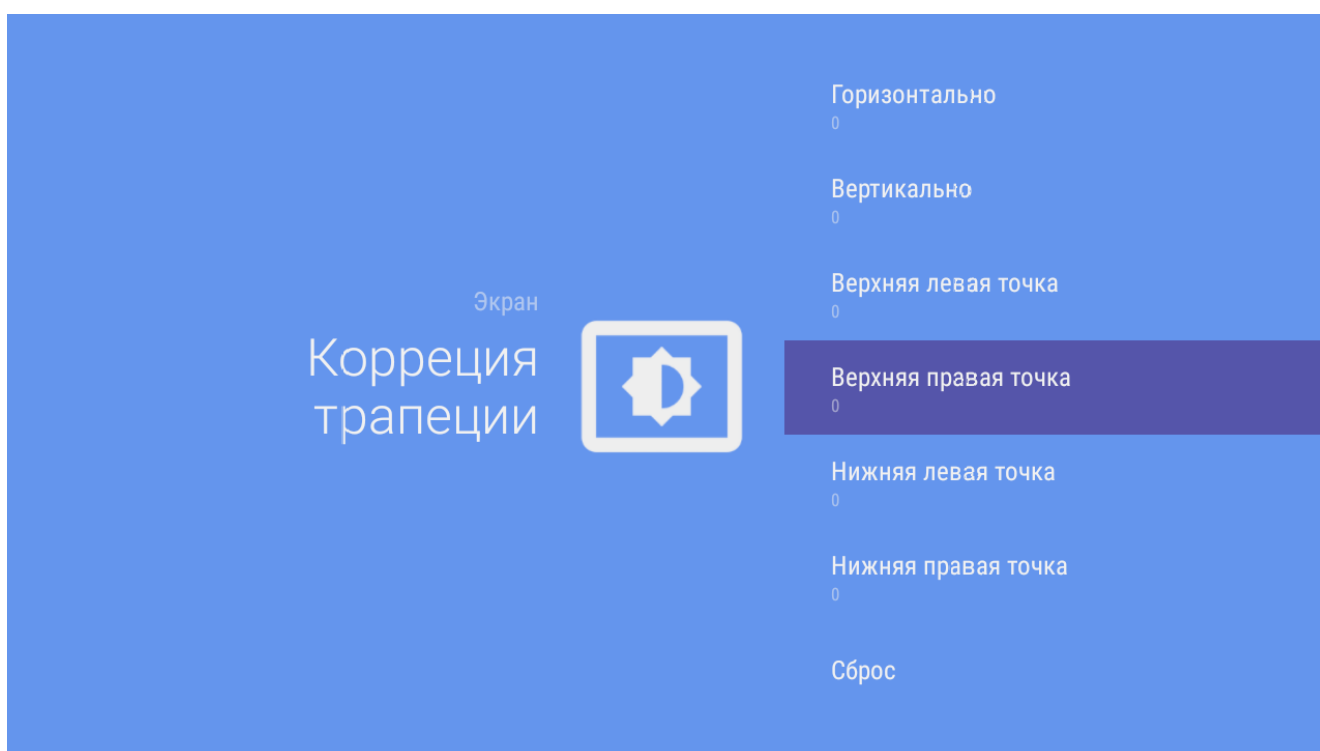 Экран
Корреция
трапеции
Горизонтально
0
Вертикально
0
Верхняя левая точка
0
Верхняя правая точка
0
Нижняя левая точка
0
Нижняя правая точка
0
Сброс